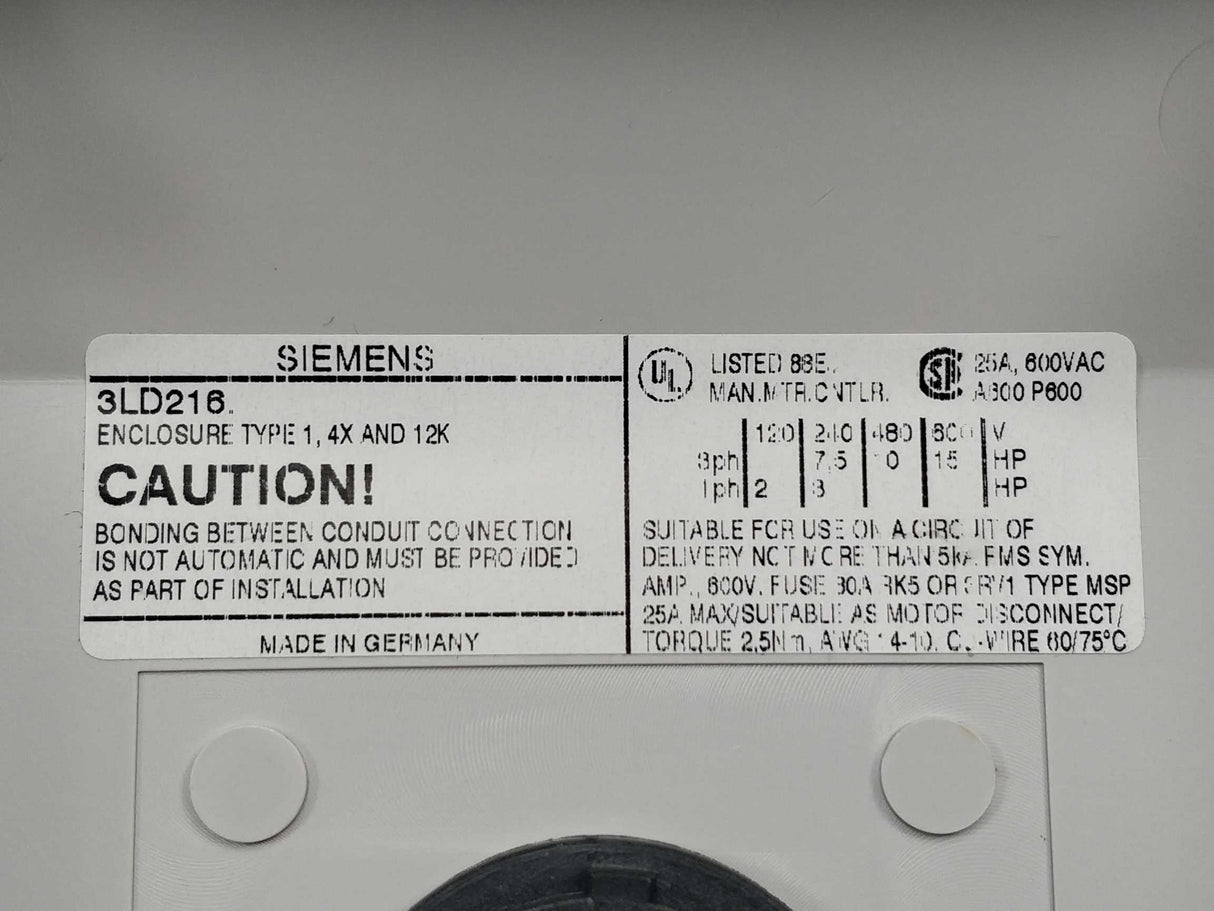 SIEMENS
3LD216.
ENCLOSURE TYPE 1, 4X AND 12K
CAUTION!
BONDING BETWEEN CONDUIT CONNECTION
IS NOT AUTOMATIC AND MUST BE PROVIDED
AS PART OF INSTALLATION
MADE IN GERMANY
UL LISTED
MAN.MTR.CNTLR.
120 240 480 600 V
3ph 7,5 10 15 HP
1ph 2 3 HP
SUITABLE FOR USE ON A CIRCUIT OF
DELIVERY NOT MORE THAN 5kA RMS SYM.
AMP., 600V. FUSE 30A RK5 OR TYPE MSP
25A MAX/SUITABLE AS MOTOR DISCONNECT/
TORQUE 2,5Nm, AWG 14-10. WIRE 60/75°C
25A, 600VAC
A600 P600